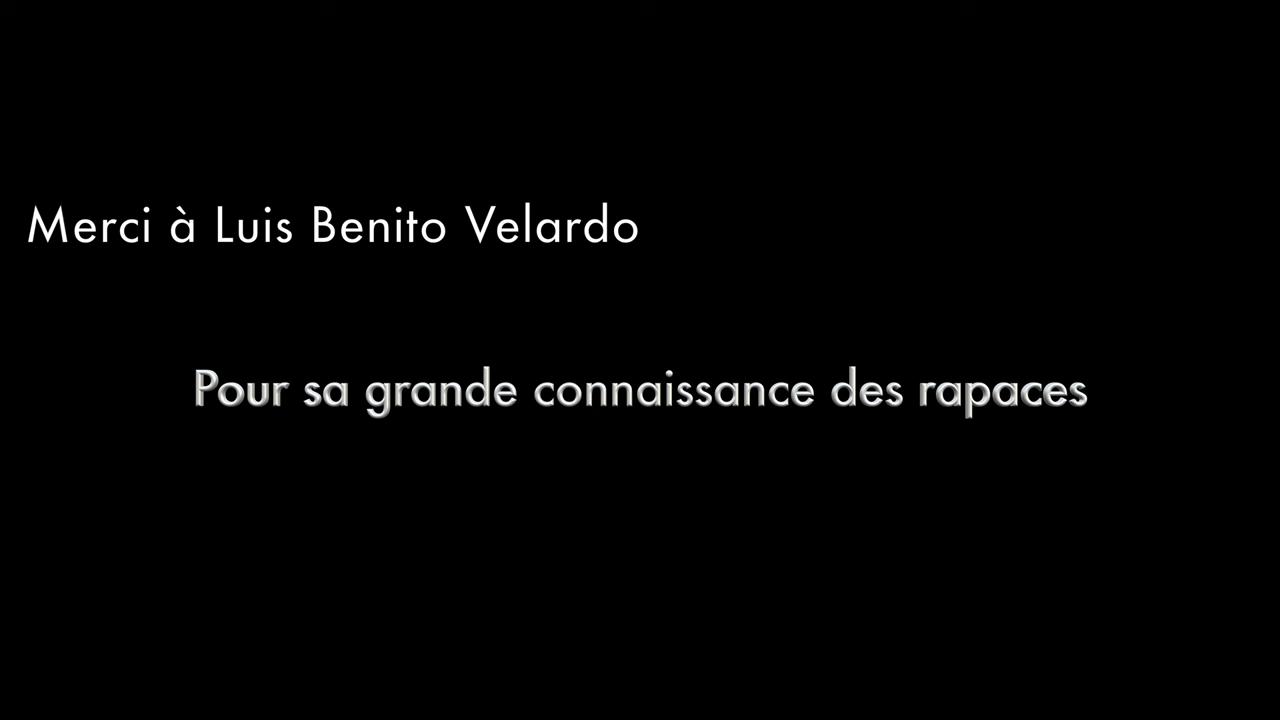 Merci à Luis Benito Velardo
Pour sa grande connaissance des rapaces